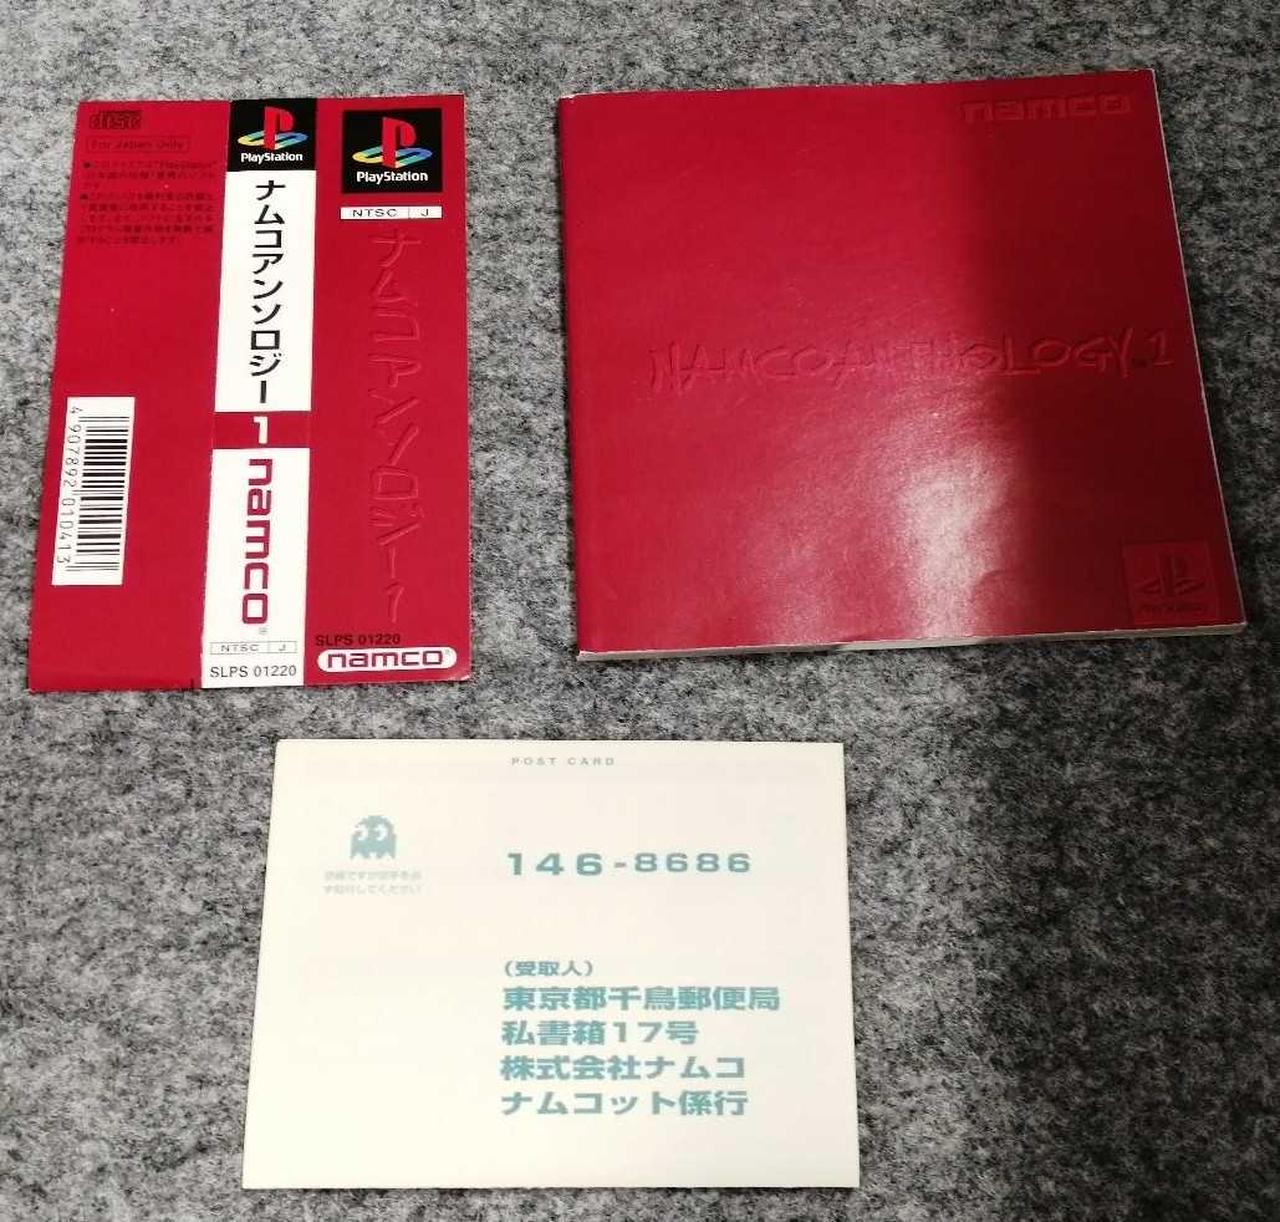 disc
For Japan Only
4907892010413
PlayStation
ナムコアンソロジー
1
namco
NTSC J
SLPS 01220
PlayStation
NTSC J
ナムコアンソロジー1
SLPS 01220
namco
namco
NAMCO ANTHOLOGY.1
PlayStation
POST CARD
146-8686
(受取人)
東京都千鳥郵便局
私書箱17号
株式会社ナムコ
ナムコット係行